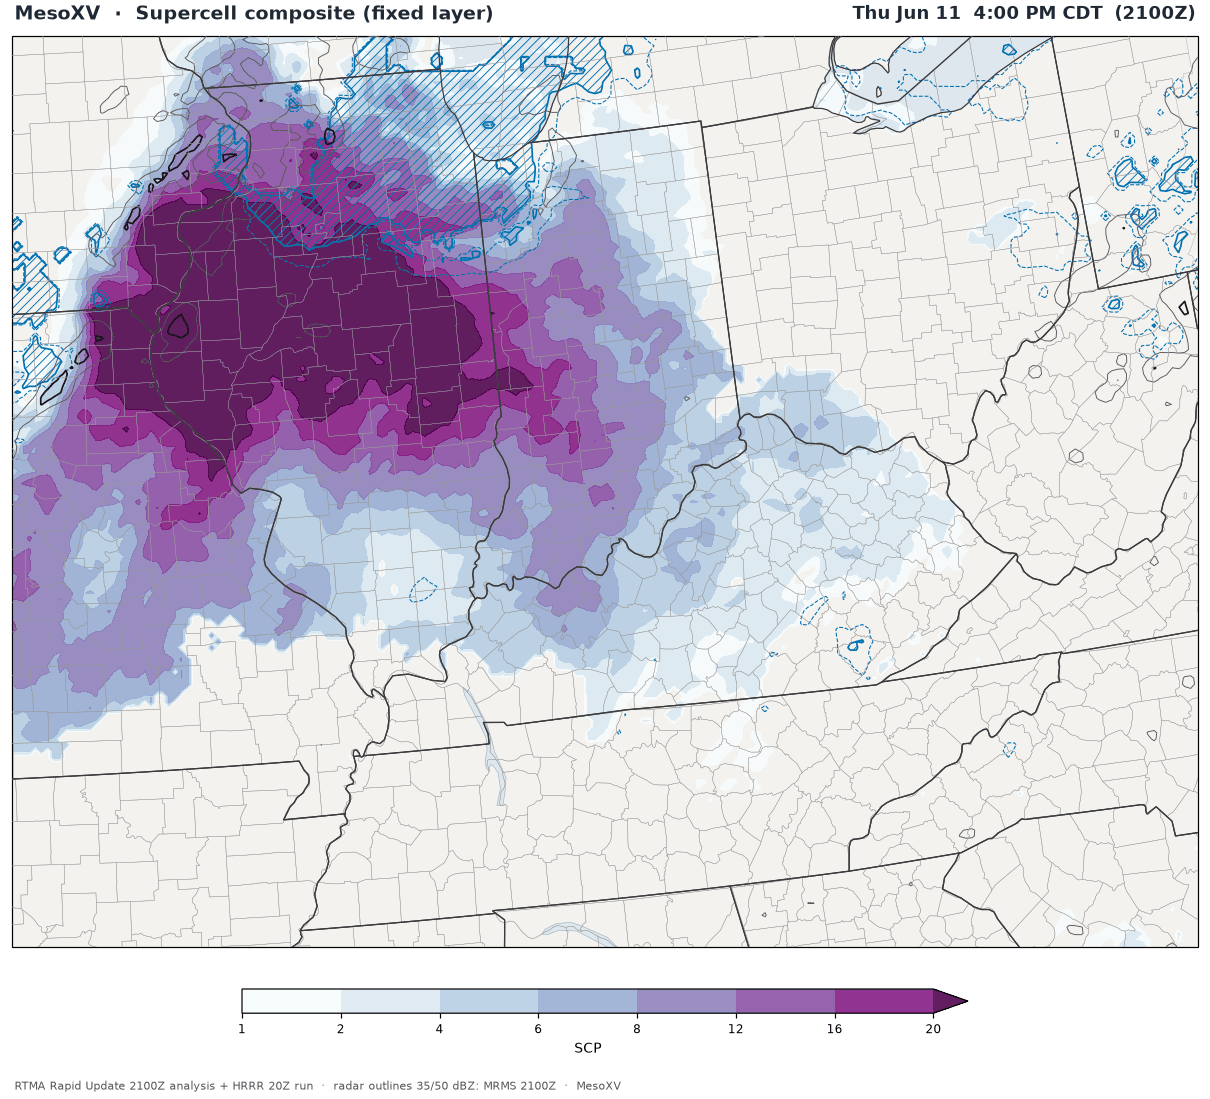 MesoXV · Supercell composite (fixed layer)
Thu Jun 11 4:00 PM CDT (2100Z)
1 2 4 6 8 12 16 20
SCP
RTMA Rapid Update 2100Z analysis + HRRR 20Z run · radar outlines 35/50 dBZ: MRMS 2100Z · MesoXV